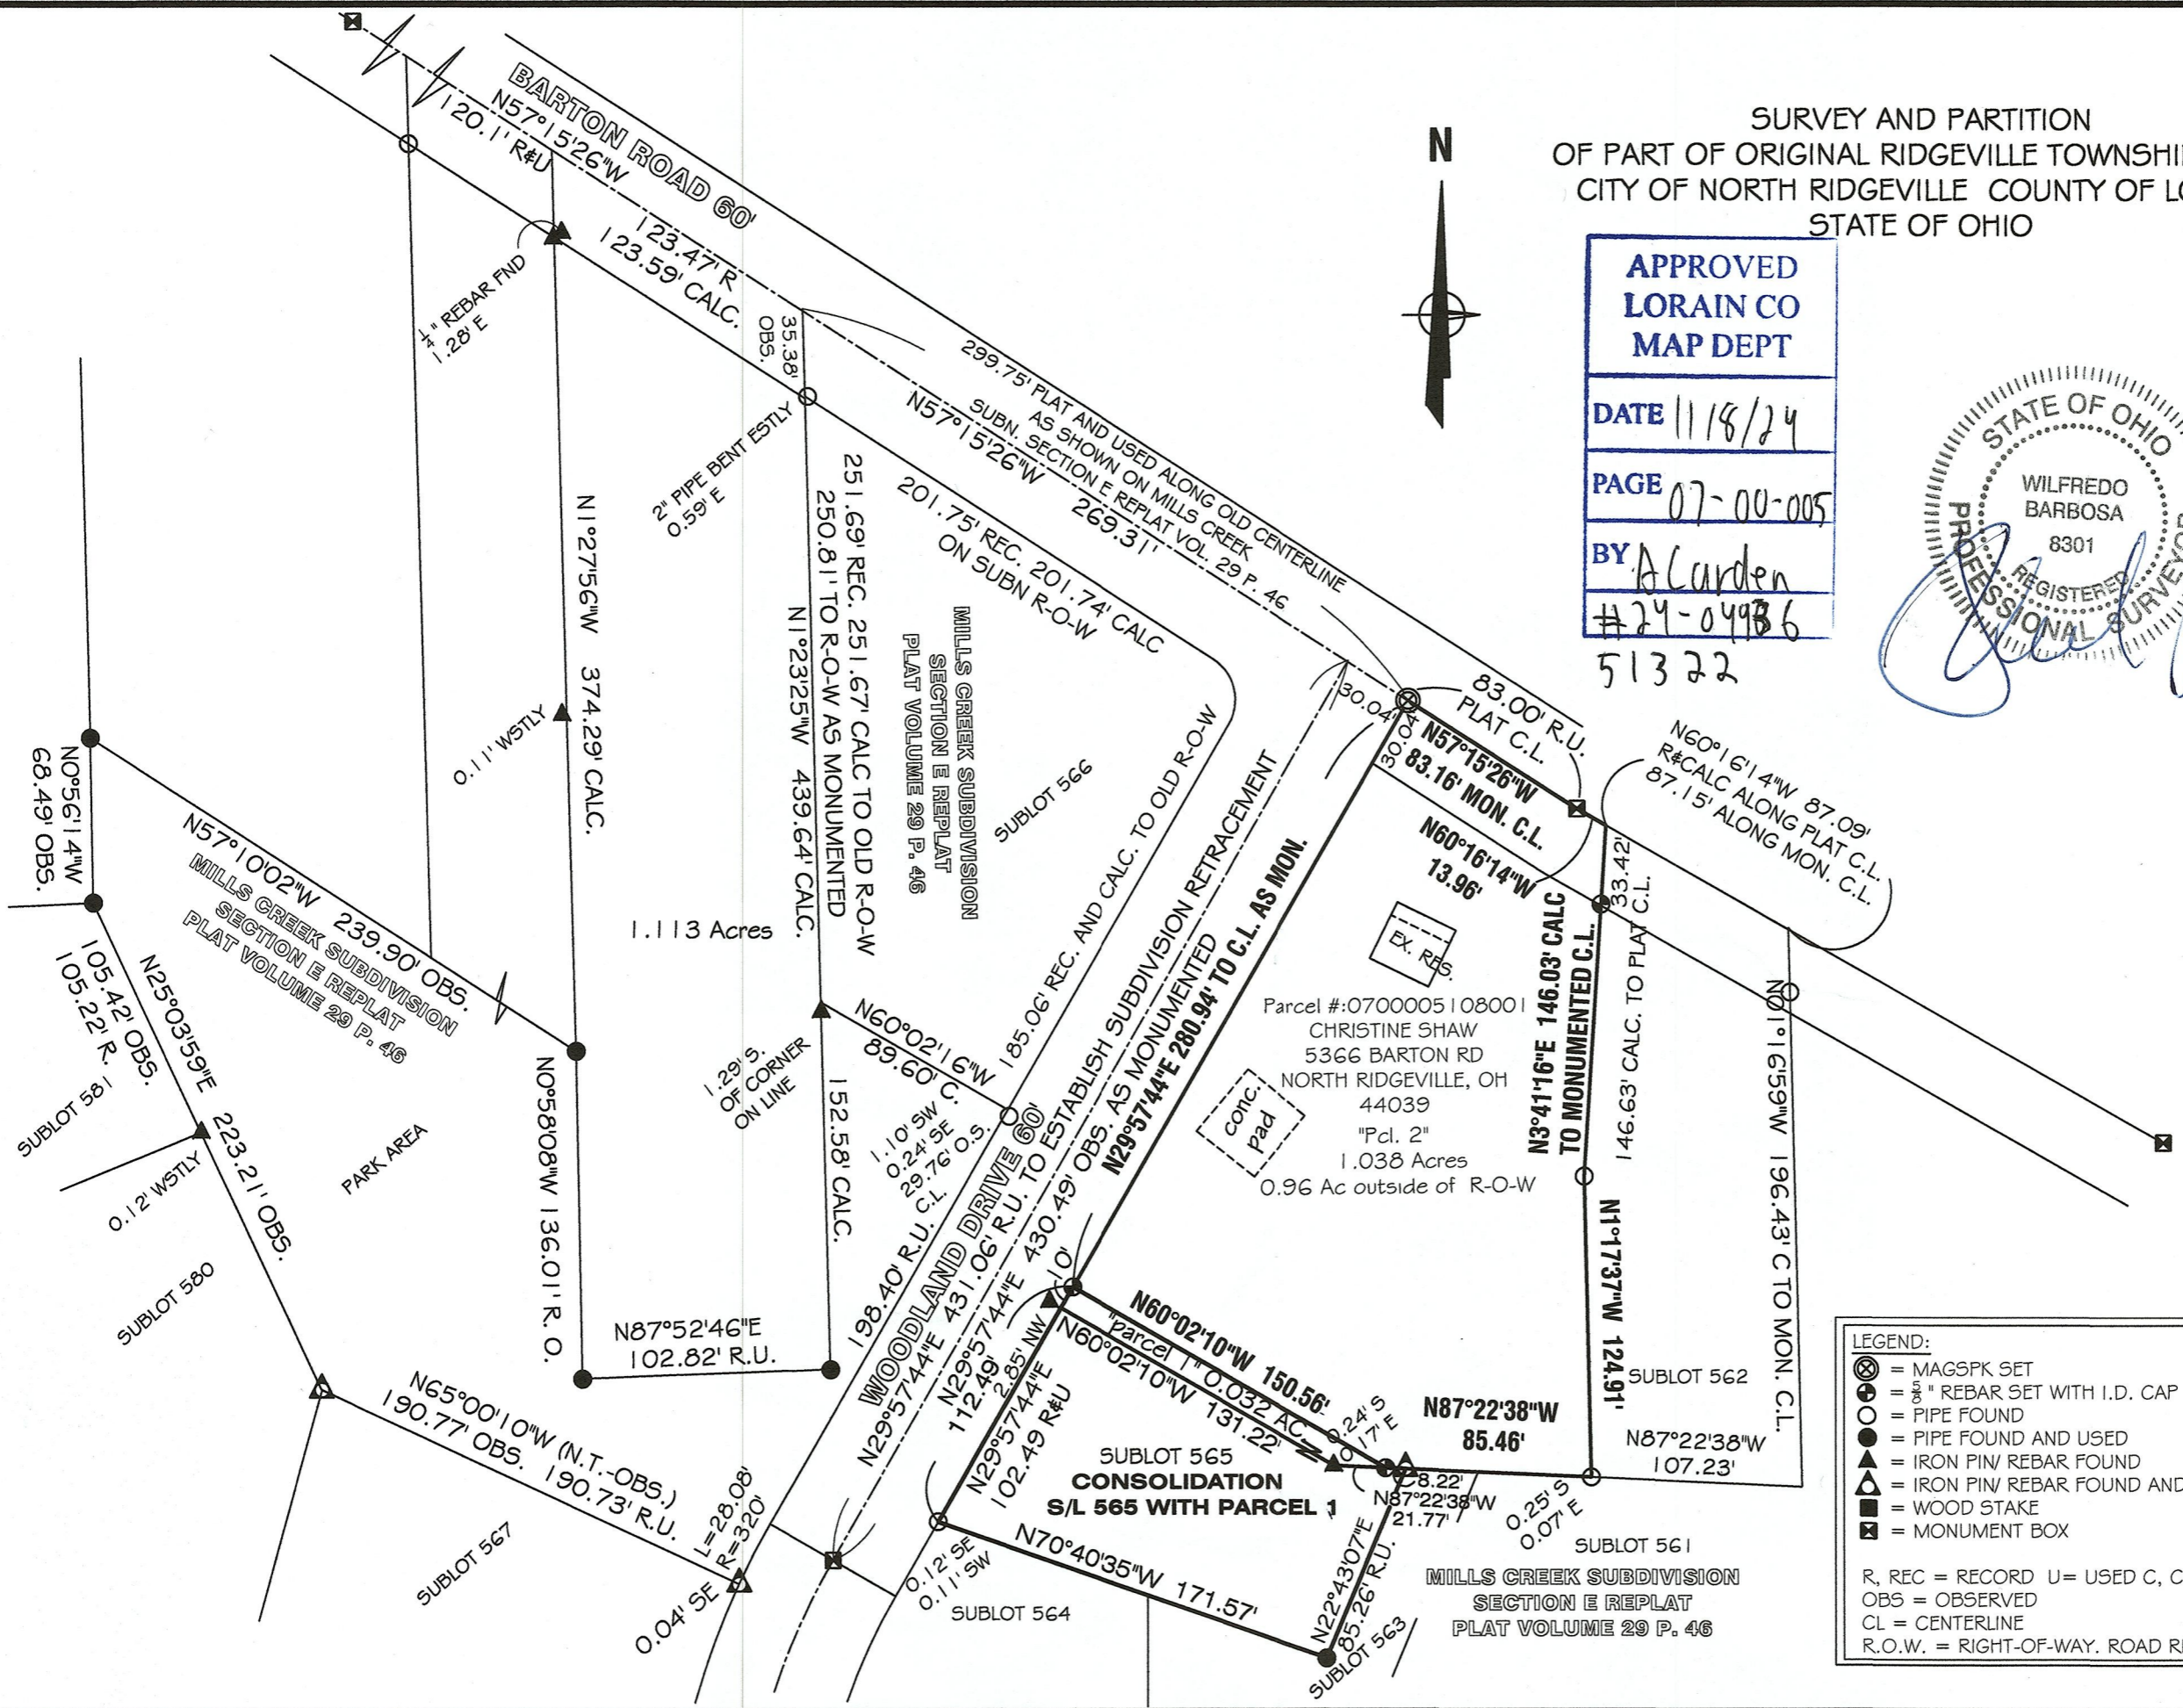 SURVEY AND PARTITION
OF PART OF ORIGINAL RIDGEVILLE
CITY OF NORTH RIDGEVILLE COUNTY OF
STATE OF OHIO
N
APPROVED
LORAIN CO
MAP DEPT
DATE 11/8/24
PAGE 07-00-005
BY ACarden
#24-04936
51322
STATE OF OHIO
WILFREDO
BARBOSA
8301
REGISTERED
PROFESSIONAL SURVEYOR
BARTON ROAD 60'
N57°15'26"W
120.1' R&U
123.47' R
123.59' CALC.
1/4" REBAR FND
1.28' E
35.38'
OBS.
2" PIPE BENT ESTLY
0.59' E
299.75' PLAT AND USED ALONG OLD CENTERLINE
AS SHOWN ON MILLS CREEK
SUBN. SECTION E REPLAT VOL. 29 P. 46
N57°15'26"W 269.31'
201.75' REC. 201.74' CALC
ON SUBN R-O-W
N1°27'56"W 374.29' CALC.
0.11' WSTLY
251.69' REC. 251.67' CALC TO OLD R-O-W
250.81' TO R-O-W AS MONUMENTED
N1°23'25"W 439.64' CALC.
MILLS CREEK SUBDIVISION
SECTION E REPLAT
PLAT VOLUME 29 P. 46
SUBLOT 566
1.113 Acres
N0°56'14"W
68.49' OBS.
N57°10'02"W 239.90' OBS.
MILLS CREEK SUBDIVISION
SECTION E REPLAT
PLAT VOLUME 29 P. 46
N25°03'59"E 223.21' OBS.
105.42' OBS.
105.22' R.
SUBLOT 581
0.12' WSTLY
PARK AREA
SUBLOT 580
N0°58'08"W 136.01' R. O.
N87°52'46"E
102.82' R.U.
1.29' S.
OF CORNER
ON LINE
152.58' CALC.
N60°02'16"W
89.60' C.
1.10' SW
0.24' SE
29.76' O.S.
C.L.
185.06' REC. AND CALC. TO OLD R-O-W
198.40' R.U.
WOODLAND DRIVE 60'
N29°57'44"E 431.06' R.U. TO ESTABLISH SUBDIVISION RETRACEMENT
N29°57'44"E 430.49' OBS. AS MONUMENTED
N29°57'44"E 280.94' TO C.L. AS MON.
30.04'
30.04'
83.00' R.U.
PLAT C.L.
N57°15'26"W
83.16' MON. C.L.
N60°16'14"W
13.96'
N60°16'14"W 87.09'
R&CALC ALONG PLAT C.L.
87.15' ALONG MON. C.L.
33.42'
146.63' CALC. TO PLAT C.L.
N3°41'16"E 146.03' CALC
TO MONUMENTED C.L.
EX. RES.
Parcel #:0700005108001
CHRISTINE SHAW
5366 BARTON RD
NORTH RIDGEVILLE, OH
44039
"Pcl. 2"
1.038 Acres
0.96 Ac outside of R-O-W
conc.
pad
N1°17'37"W 124.91'
N01°16'59"W 196.43' C TO MON. C.L.
SUBLOT 562
N87°22'38"W
107.23'
N87°22'38"W
85.46'
10'
2.85' NW
112.49'
N29°57'44"E
102.49 R&U
N60°02'10"W 150.56'
"parcel 1" 0.032 AC.
N60°02'10"W 131.22'
0.24' S
0.17' E
8.22'
N87°22'38"W
21.77'
0.25' S
0.07' E
SUBLOT 565
CONSOLIDATION
S/L 565 WITH PARCEL 1
N70°40'35"W 171.57'
N22°43'07"E
85.26' R.U.
0.12' SE
0.11' SW
SUBLOT 564
SUBLOT 563
SUBLOT 561
MILLS CREEK SUBDIVISION
SECTION E REPLAT
PLAT VOLUME 29 P. 46
N65°00'10"W (N.T.-OBS.)
190.77' OBS. 190.73' R.U.
SUBLOT 567
L=28.08'
R=320'
0.04' SE
LEGEND:
= MAGSPK SET
= 5/8" REBAR SET WITH I.D. CAP
= PIPE FOUND
= PIPE FOUND AND USED
= IRON PIN/ REBAR FOUND
= IRON PIN/ REBAR FOUND AND
= WOOD STAKE
= MONUMENT BOX
R, REC = RECORD U= USED C, C
OBS = OBSERVED
CL = CENTERLINE
R.O.W. = RIGHT-OF-WAY. ROAD